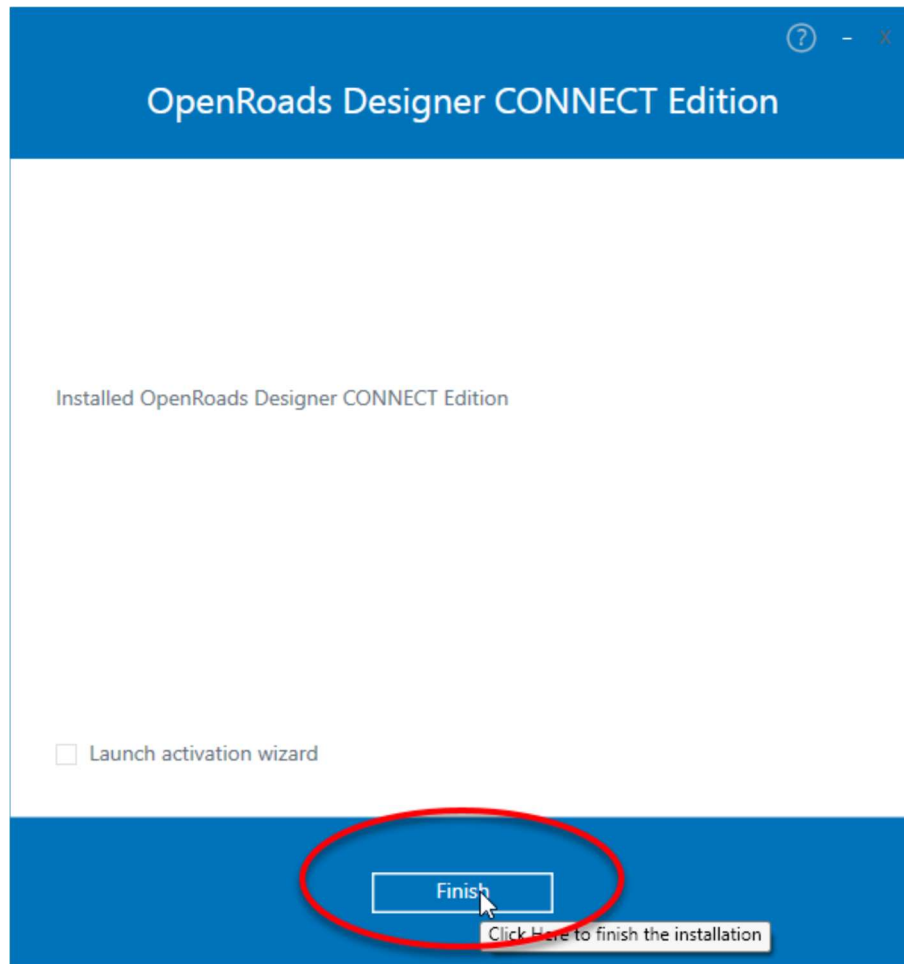 ? – X
OpenRoads Designer CONNECT Edition
Installed OpenRoads Designer CONNECT Edition
Launch activation wizard
Finish
Click Here to finish the installation